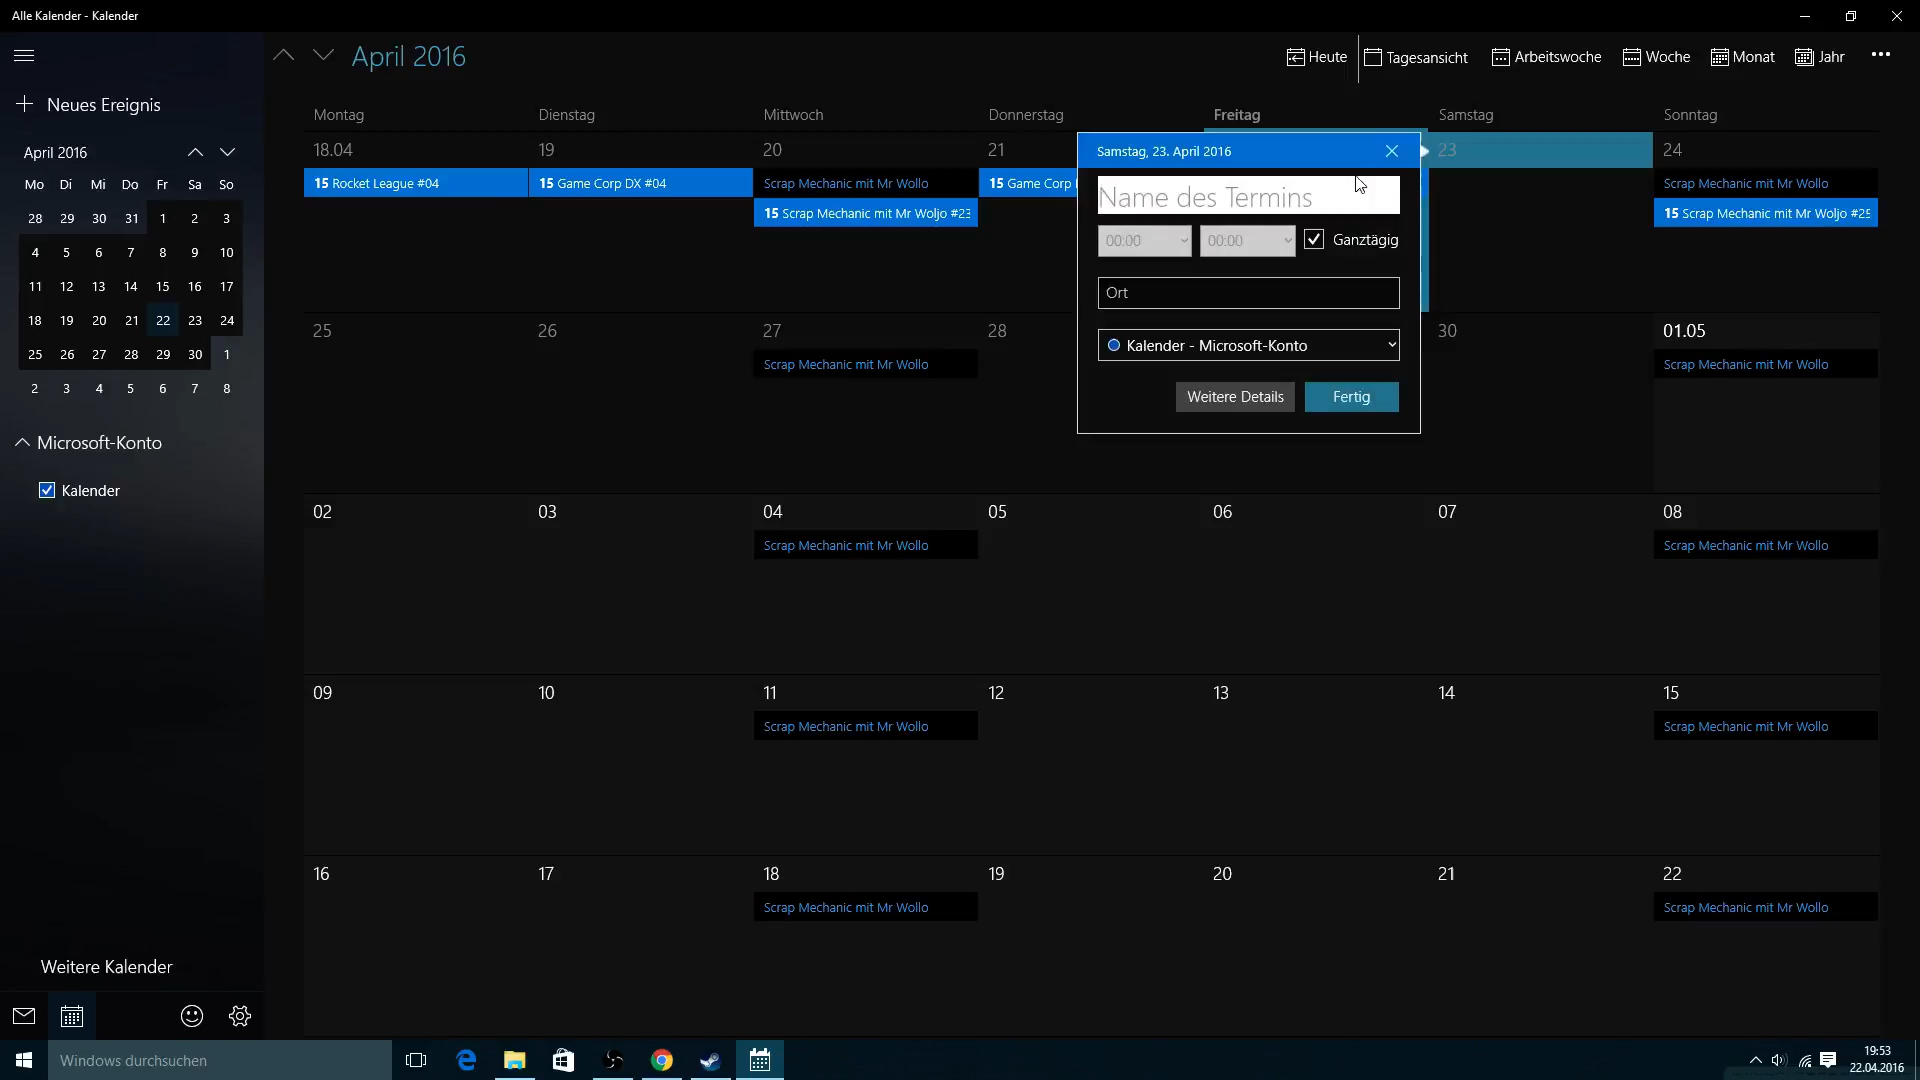 Alle Kalender - Kalender
April 2016
Heute
Tagesansicht
Arbeitswoche
Woche
Monat
Jahr
Neues Ereignis
April 2016
Mo Di Mi Do Fr Sa So
28 29 30 31 1 2 3
4 5 6 7 8 9 10
11 12 13 14 15 16 17
18 19 20 21 22 23 24
25 26 27 28 29 30 1
2 3 4 5 6 7 8
Microsoft-Konto
Kalender
Weitere Kalender
Montag Dienstag Mittwoch Donnerstag Freitag Samstag Sonntag
18.04 19 20 21 23 24
15 Rocket League #04
15 Game Corp DX #04
Scrap Mechanic mit Mr Wollo
15 Scrap Mechanic mit Mr Woljo #23
15 Game Corp
Scrap Mechanic mit Mr Wollo
15 Scrap Mechanic mit Mr Woljo #25
Samstag, 23. April 2016
Name des Termins
00:00 00:00 Ganztägig
Ort
Kalender - Microsoft-Konto
Weitere Details
Fertig
25 26 27 28 30 01.05
Scrap Mechanic mit Mr Wollo
Scrap Mechanic mit Mr Wollo
02 03 04 05 06 07 08
Scrap Mechanic mit Mr Wollo
Scrap Mechanic mit Mr Wollo
09 10 11 12 13 14 15
Scrap Mechanic mit Mr Wollo
Scrap Mechanic mit Mr Wollo
16 17 18 19 20 21 22
Scrap Mechanic mit Mr Wollo
Scrap Mechanic mit Mr Wollo
Windows durchsuchen
19:53
22.04.2016